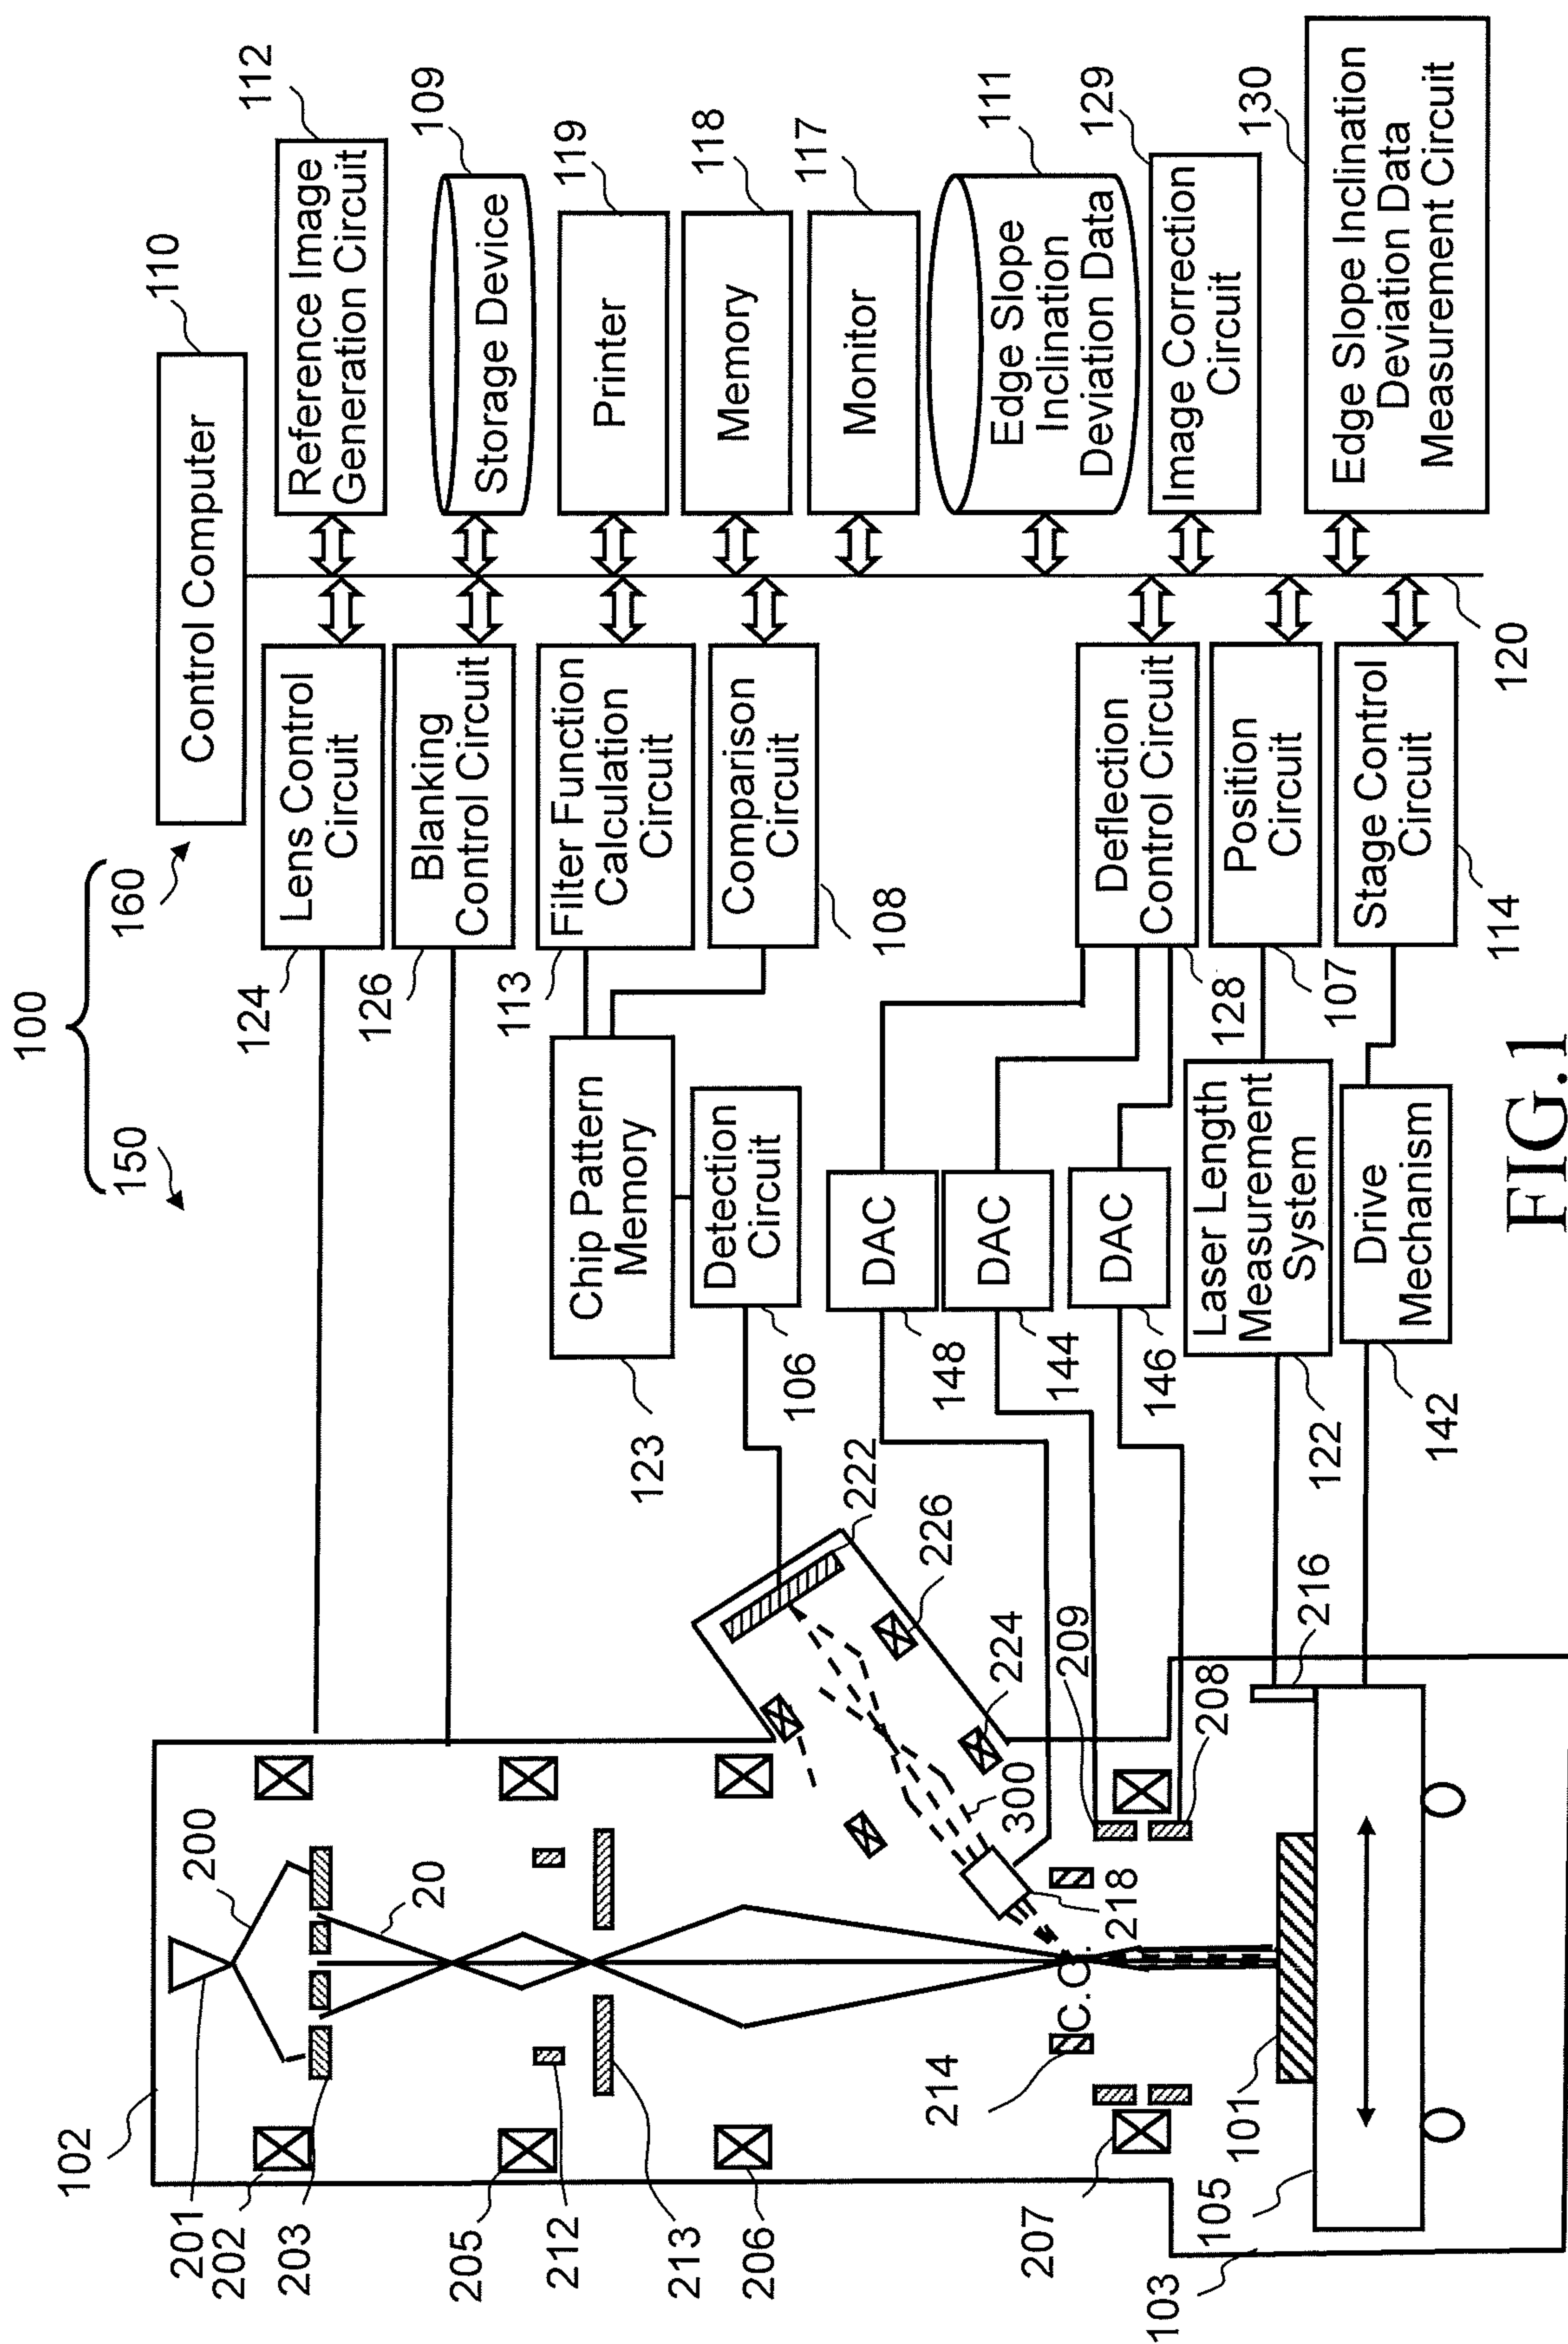 100
150
160
Control Computer
110
Lens Control
Circuit
124
Reference Image
Generation Circuit
112
Blanking
Control Circuit
126
Storage Device
109
Filter Function
Calculation
Circuit
113
Printer
119
Comparison
Circuit
108
Memory
118
Monitor
117
Edge Slope
Inclination
Deviation Data
111
Image Correction
Circuit
129
Edge Slope Inclination
Deviation Data
Measurement Circuit
130
120
Deflection
Control Circuit
128
Position
Circuit
107
Stage Control
Circuit
114
Chip Pattern
Memory
123
Detection
Circuit
106
DAC
148
DAC
144
DAC
146
Laser Length
Measurement
System
122
Drive
Mechanism
142
102
201
200
202
203
20
205
212
213
206
222
226
224
300
218
209
208
216
C.O.
214
207
101
105
103
FIG.1